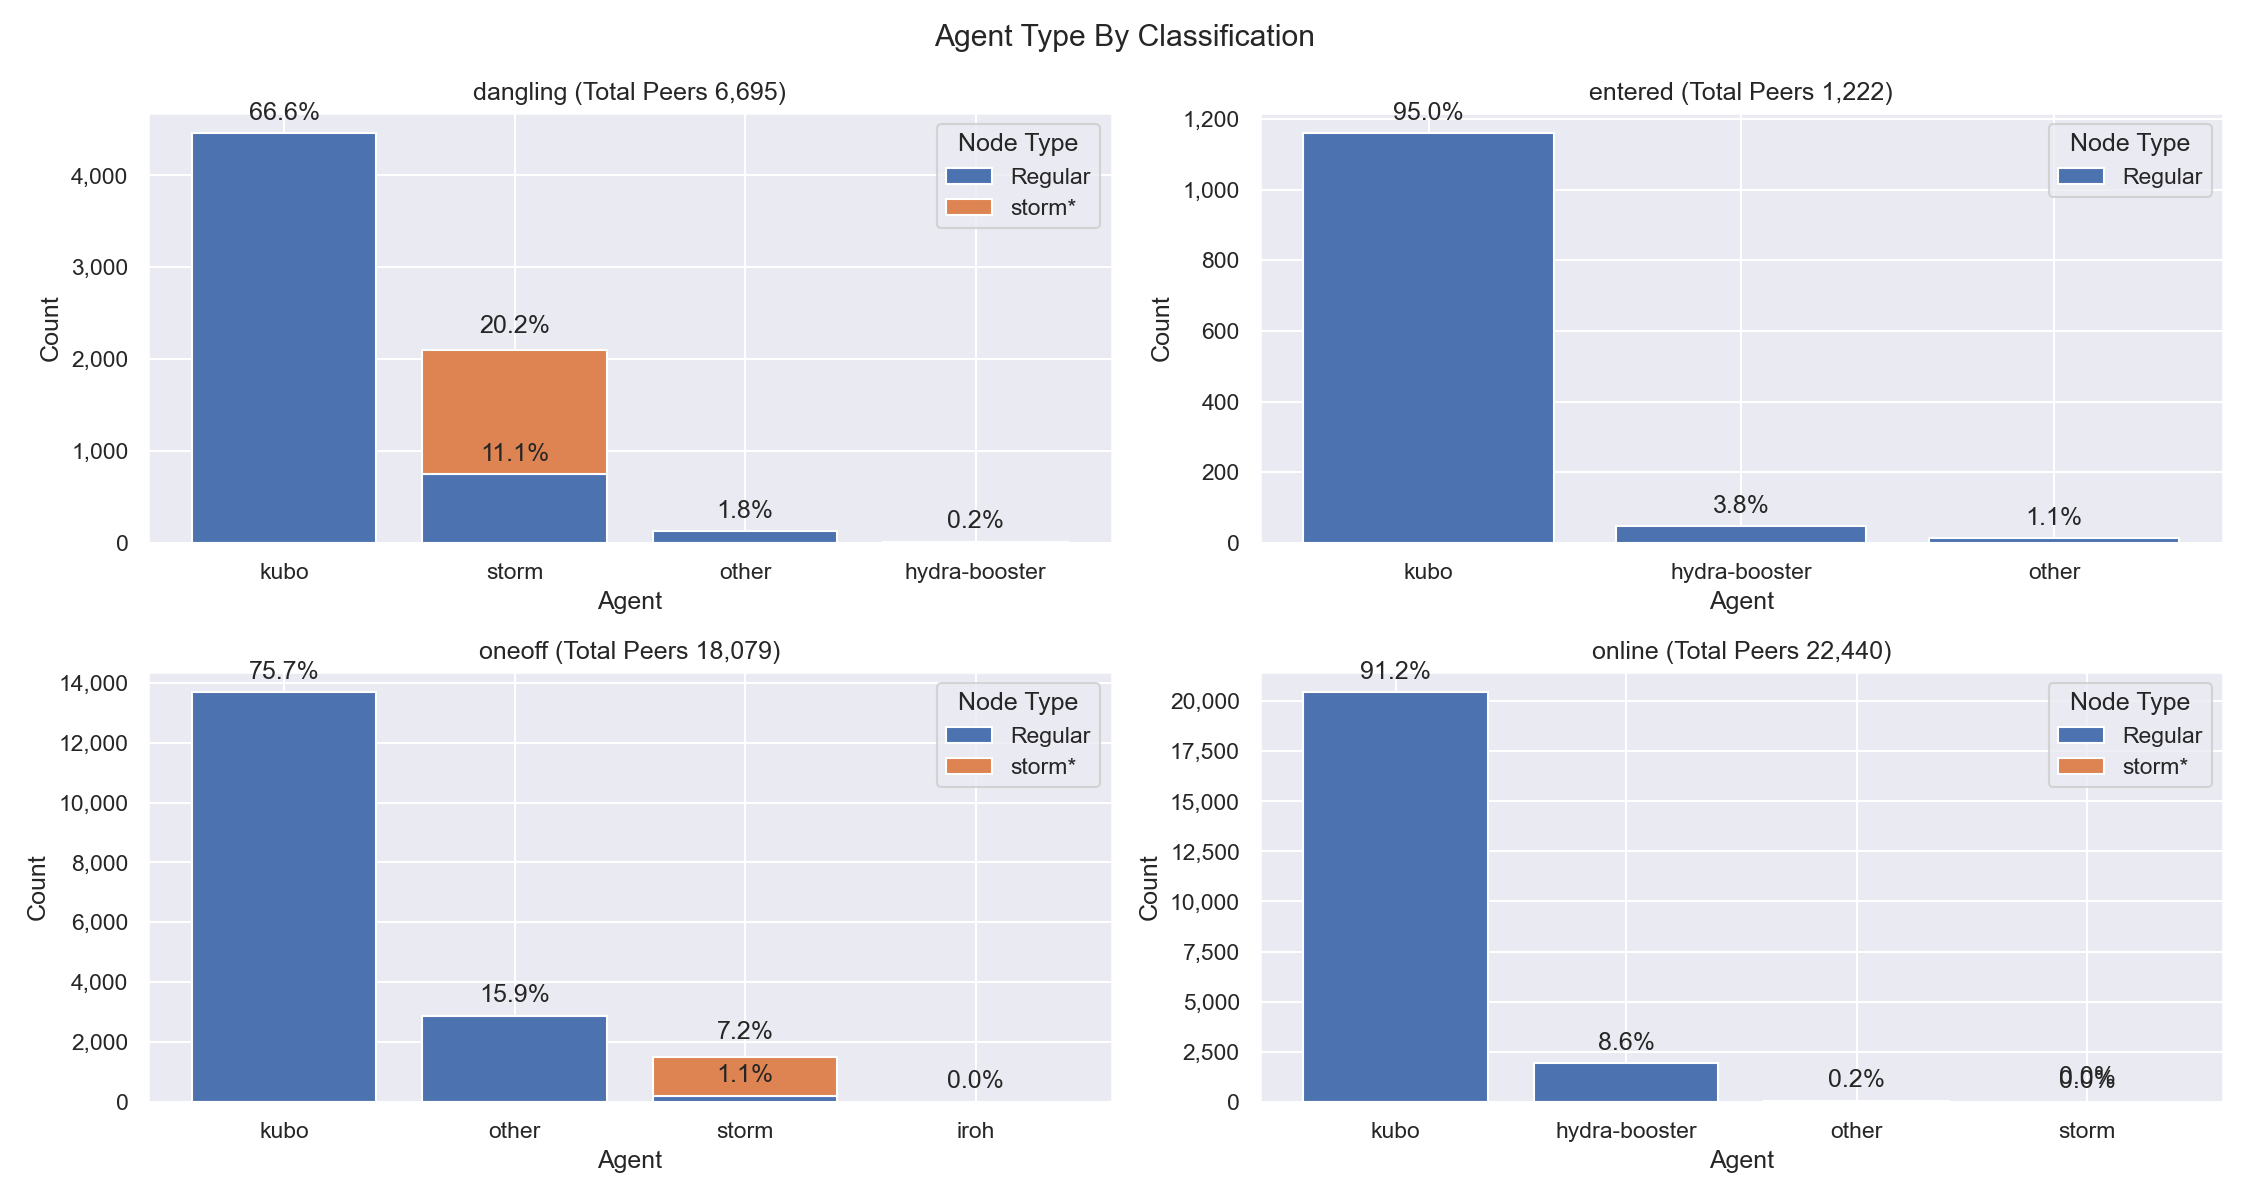 Agent Type By Classification
dangling (Total Peers 6,695)
66.6%
20.2%
11.1%
1.8%
0.2%
Node Type
Regular
storm*
4,000
3,000
2,000
1,000
0
Count
kubo
storm
other
hydra-booster
Agent
entered (Total Peers 1,222)
95.0%
3.8%
1.1%
Node Type
Regular
1,200
1,000
800
600
400
200
0
Count
kubo
hydra-booster
other
Agent
oneoff (Total Peers 18,079)
75.7%
15.9%
7.2%
1.1%
0.0%
Node Type
Regular
storm*
14,000
12,000
10,000
8,000
6,000
4,000
2,000
0
Count
kubo
other
storm
iroh
Agent
online (Total Peers 22,440)
91.2%
8.6%
0.2%
0.0%
0.0%
Node Type
Regular
storm*
20,000
17,500
15,000
12,500
10,000
7,500
5,000
2,500
0
Count
kubo
hydra-booster
other
storm
Agent